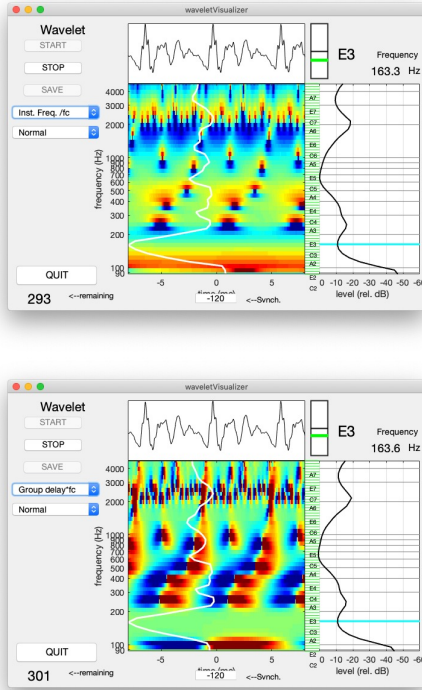 waveletVisualizer
Wavelet
START
STOP
SAVE
Inst. Freq. /fc
Normal
QUIT
293 <--remaining
frequency (Hz)
4000
3000
2000
1000
900
800
700
600
500
400
300
200
100
90
-5 0 5
time (ms)
-120 <--Synch.
E3 Frequency
163.3 Hz
A7
E7
C7
A6
E6
C6
A5
E5
C5
A4
E4
C4
A3
E3
C3
A2
E2
C2
0 -10 -20 -30 -40 -50 -60
level (rel. dB)
waveletVisualizer
Wavelet
START
STOP
SAVE
Group delay*fc
Normal
QUIT
301 <--remaining
frequency (Hz)
4000
3000
2000
1000
900
800
700
600
500
400
300
200
100
90
-5 0 5
time (ms)
-120 <--Synch.
E3 Frequency
163.6 Hz
A7
E7
C7
A6
E6
C6
A5
E5
C5
A4
E4
C4
A3
E3
C3
A2
E2
C2
0 -10 -20 -30 -40 -50 -60
level (rel. dB)